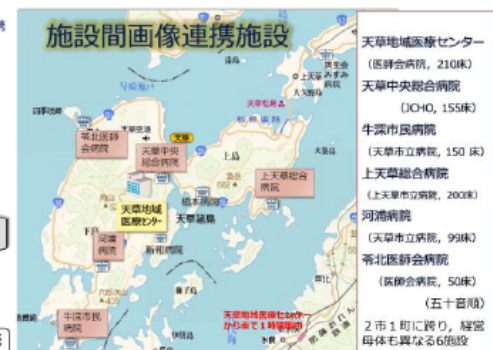 施設間画像連携施設
天草地域医療センター
(医師会病院, 210床)
天草中央総合病院
(JCHO, 155床)
牛深市民病院
(天草市立病院, 150 床)
上天草総合病院
(上天草市立病院, 200床)
河浦病院
(天草市立病院, 99床)
苓北医師会病院
(医師会病院, 50床)
(五十音順)
2市1町に跨り, 経営
母体も異なる6施設
苓北医師
会病院
天草中央
総合病院
天草地域
医療センター
上天草総合
病院
河浦
病院
牛深市民
病院
上島
下島
天草諸島
天草地域医療センター
から車で1時間圏内